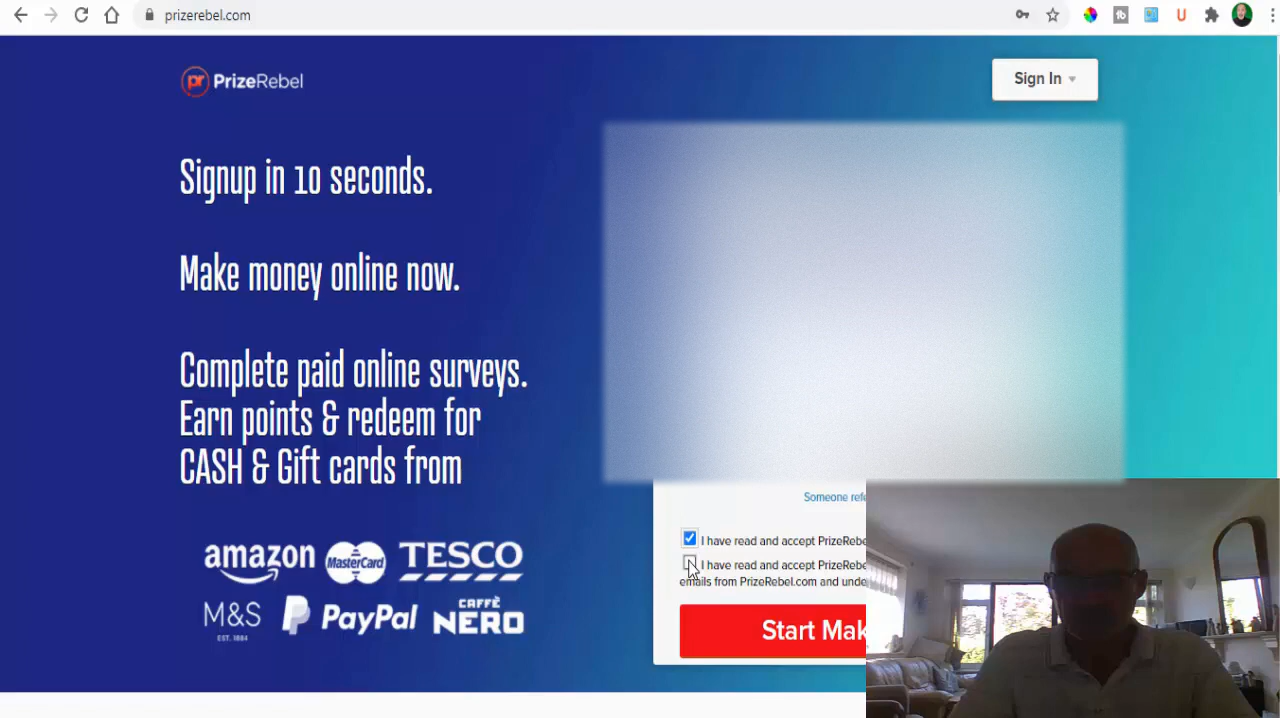 prizerebel.com
PrizeRebel
Sign In
Signup in 10 seconds.
Make money online now.
Complete paid online surveys.
Earn points & redeem for
CASH & Gift cards from
amazon MasterCard TESCO
M&S EST. 1884 PayPal CAFFÈ NERO
Someone refe
I have read and accept PrizeRebe
I have read and accept PrizeRebe
emails from PrizeRebel.com and unde
Start Mak